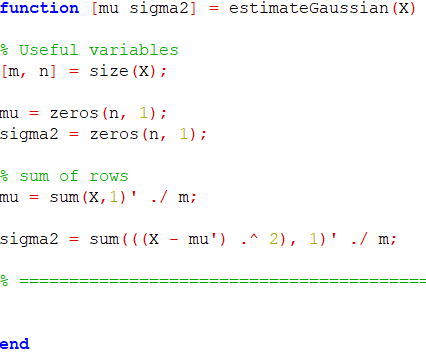 function [mu sigma2] = estimateGaussian(X)
% Useful variables
[m, n] = size(X);
mu = zeros(n, 1);
sigma2 = zeros(n, 1);
% sum of rows
mu = sum(X,1)' ./ m;
sigma2 = sum(((X - mu') .^ 2), 1)' ./ m;
% =========================================
end